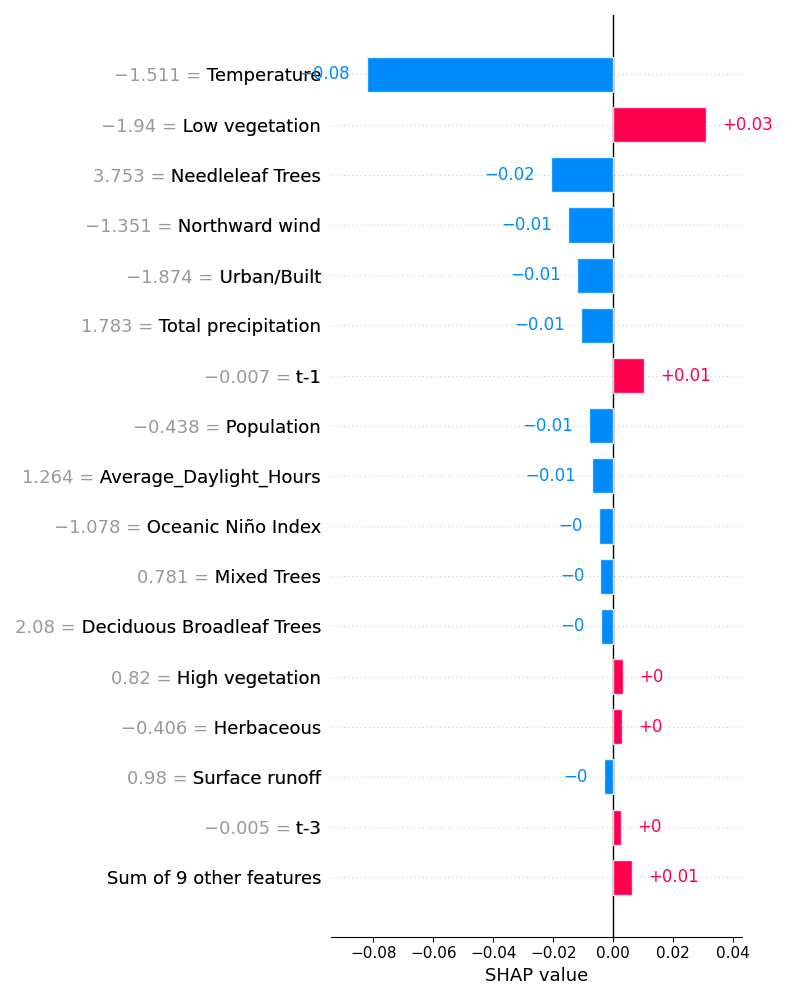 −1.511 = Temperature −0.08
−1.94 = Low vegetation +0.03
3.753 = Needleleaf Trees −0.02
−1.351 = Northward wind −0.01
−1.874 = Urban/Built −0.01
1.783 = Total precipitation −0.01
−0.007 = t-1 +0.01
−0.438 = Population −0.01
1.264 = Average_Daylight_Hours −0.01
−1.078 = Oceanic Niño Index −0
0.781 = Mixed Trees −0
2.08 = Deciduous Broadleaf Trees −0
0.82 = High vegetation +0
−0.406 = Herbaceous +0
0.98 = Surface runoff −0
−0.005 = t-3 +0
Sum of 9 other features +0.01
−0.08 −0.06 −0.04 −0.02 0.00 0.02 0.04
SHAP value